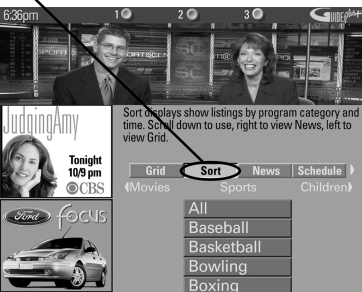 6:36pm
1
2
3
GUIDE
SPORTSCEN
JudgingAmy
Tonight
10/9 pm
CBS
Sort displays show listings by program category and
time. Scroll down to use, right to view News, left to
view Grid.
Grid Sort News Schedule
Movies Sports Children
Ford FOCUS
All
Baseball
Basketball
Bowling
Boxing